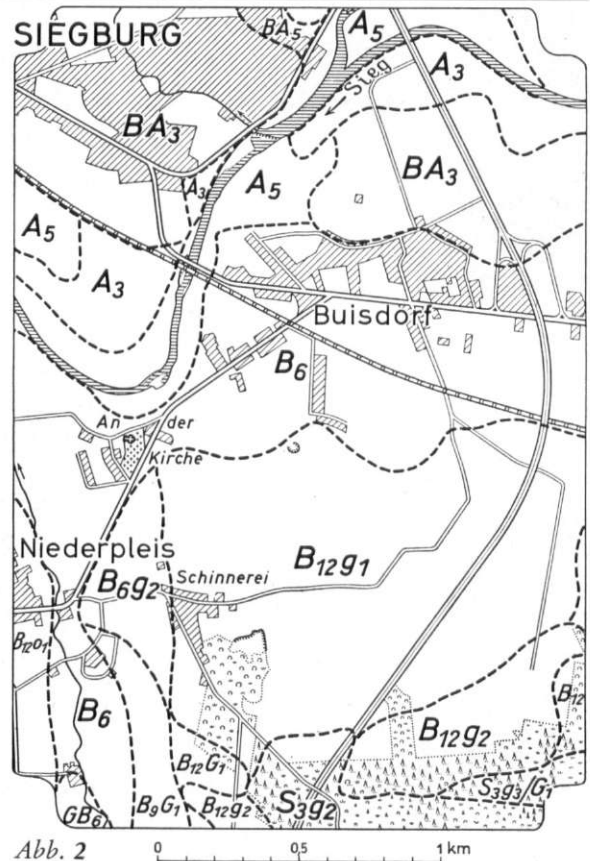 SIEGBURG
BA5
A5
A3
Sieg
BA3
BA3
A3
A5
A5
A3
Buisdorf
B6
An der
Kirche
Niederpleis
B12g1
Schinnerei
B6g2
B12o1
B6
B12
B12g2
B12G1
S3g3/G1
GB6
B9G1
B12g2
S3g2
Abb. 2
0 0,5 1 km